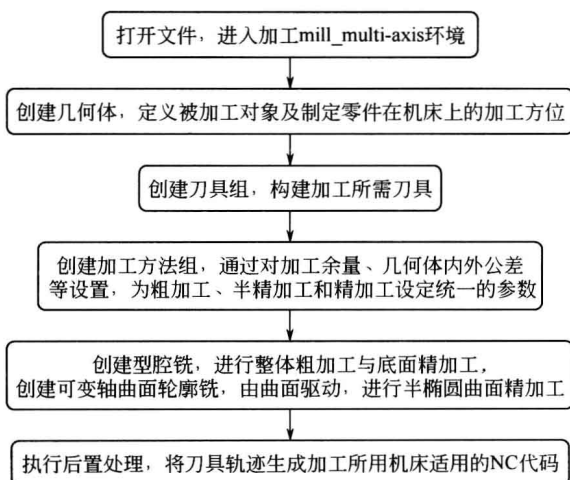 打开文件，进入加工mill_multi-axis环境
创建几何体，定义被加工对象及制定零件在机床上的加工方位
创建刀具组，构建加工所需刀具
创建加工方法组，通过对加工余量、几何体内外公差
等设置，为粗加工、半精加工和精加工设定统一的参数
创建型腔铣，进行整体粗加工与底面精加工，
创建可变轴曲面轮廓铣，由曲面驱动，进行半椭圆曲面精加工
执行后置处理，将刀具轨迹生成加工所用机床适用的NC代码